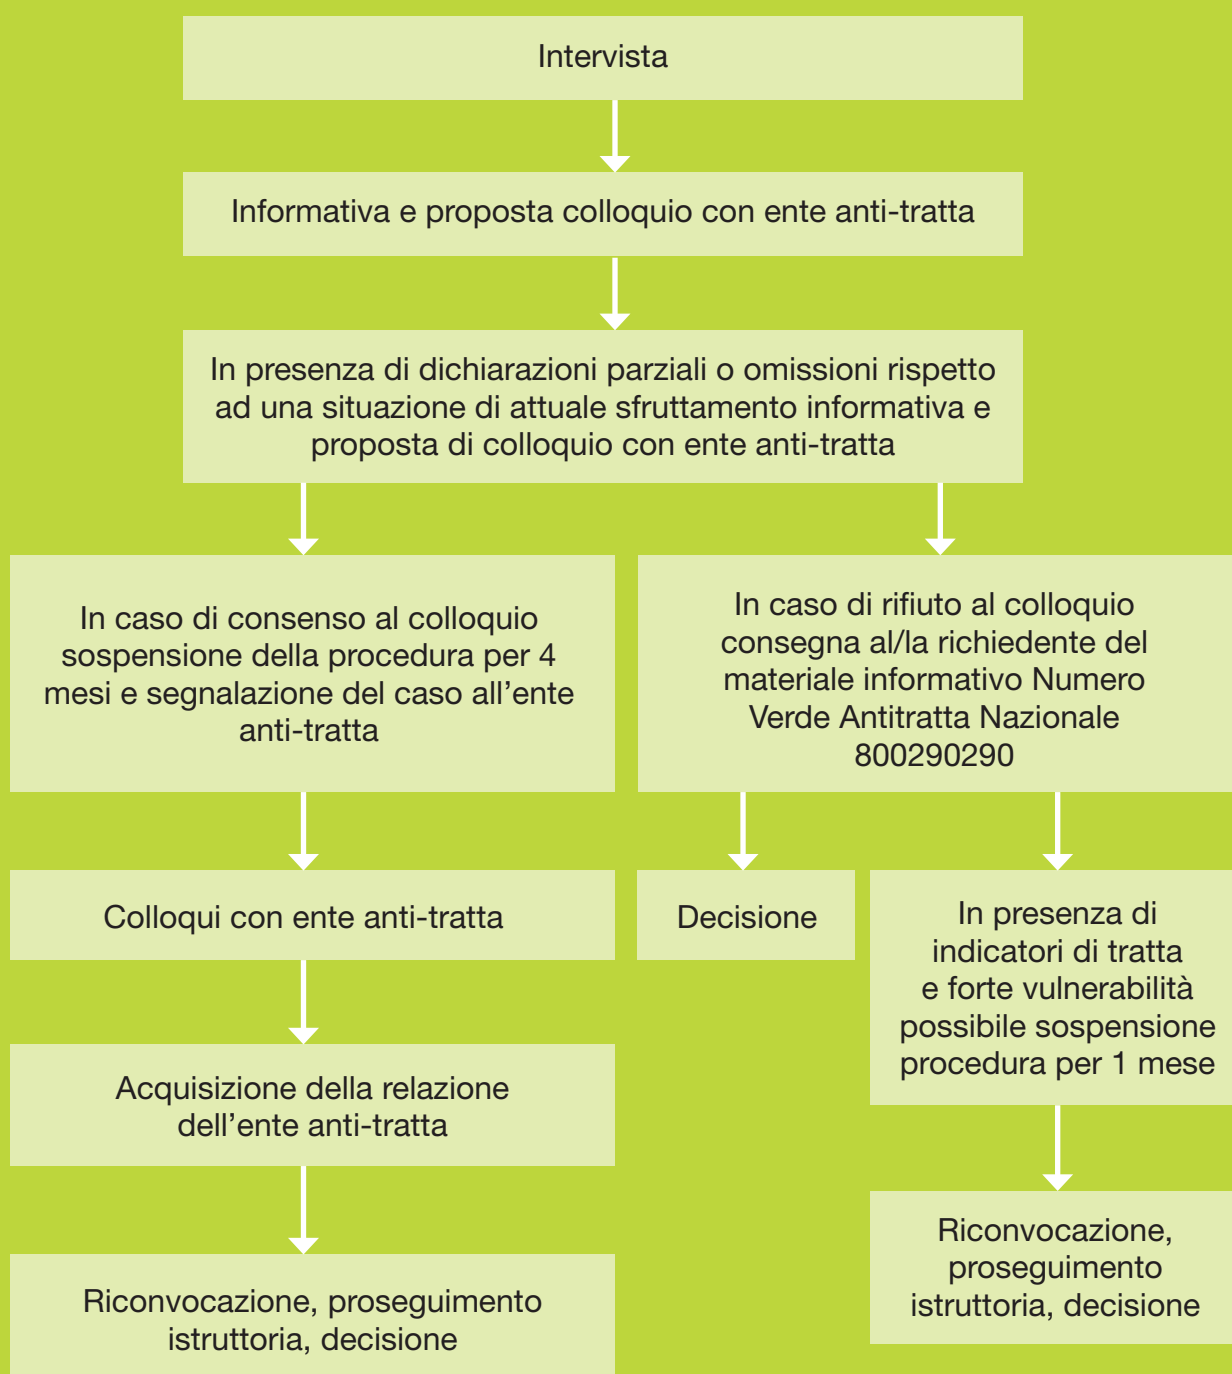 Intervista
Informativa e proposta colloquio con ente anti-tratta
In presenza di dichiarazioni parziali o omissioni rispetto
ad una situazione di attuale sfruttamento informativa e
proposta di colloquio con ente anti-tratta
In caso di consenso al colloquio
sospensione della procedura per 4
mesi e segnalazione del caso all’ente
anti-tratta
In caso di rifiuto al colloquio
consegna al/la richiedente del
materiale informativo Numero
Verde Antitratta Nazionale
800290290
Colloqui con ente anti-tratta
Decisione
In presenza di
indicatori di tratta
e forte vulnerabilità
possibile sospensione
procedura per 1 mese
Acquisizione della relazione
dell’ente anti-tratta
Riconvocazione, proseguimento
istruttoria, decisione
Riconvocazione,
proseguimento
istruttoria, decisione